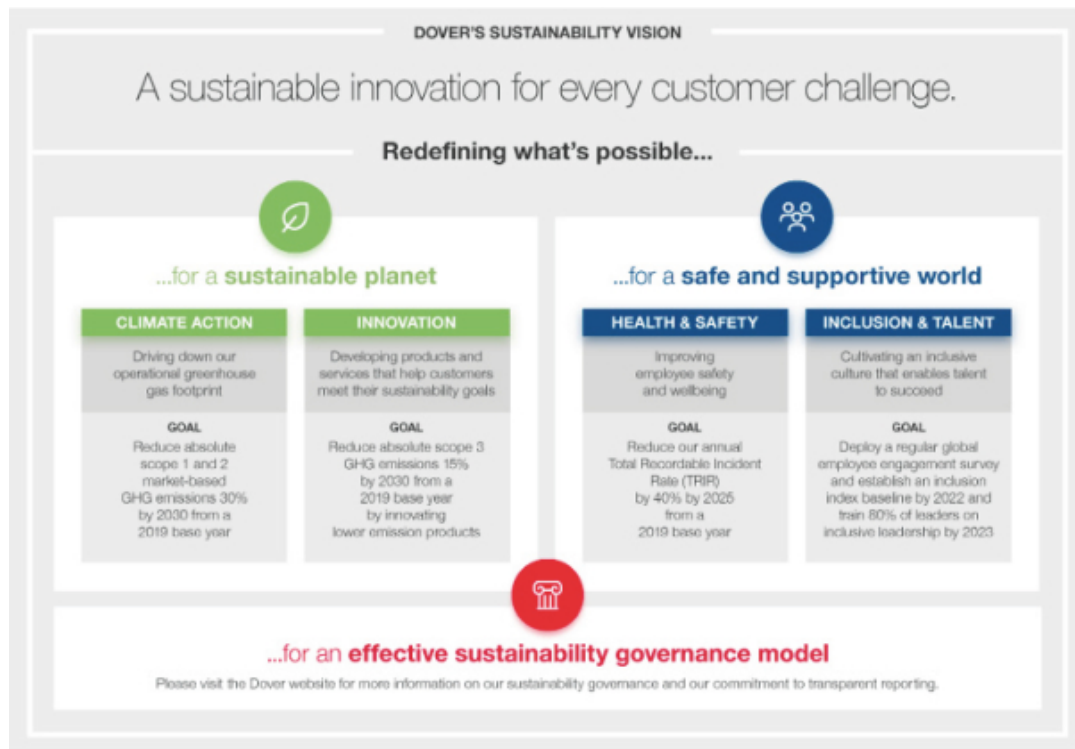 DOVER'S SUSTAINABILITY VISION
A sustainable innovation for every customer challenge.
Redefining what's possible...
...for a sustainable planet
CLIMATE ACTION
Driving down our
operational greenhouse
gas footprint
GOAL
Reduce absolute
scope 1 and 2
market-based
GHG emissions 30%
by 2030 from a
2019 base year
INNOVATION
Developing products and
services that help customers
meet their sustainability goals
GOAL
Reduce absolute scope 3
GHG emissions 15%
by 2030 from a
2019 base year
by innovating
lower emission products
...for a safe and supportive world
HEALTH & SAFETY
Improving
employee safety
and wellbeing
GOAL
Reduce our annual
Total Recordable Incident
Rate (TRIR)
by 40% by 2025
from a
2019 base year
INCLUSION & TALENT
Cultivating an inclusive
culture that enables talent
to succeed
GOAL
Deploy a regular global
employee engagement survey
and establish an inclusion
index baseline by 2022 and
train 80% of leaders on
inclusive leadership by 2023
...for an effective sustainability governance model
Please visit the Dover website for more information on our sustainability governance and our commitment to transparent reporting.